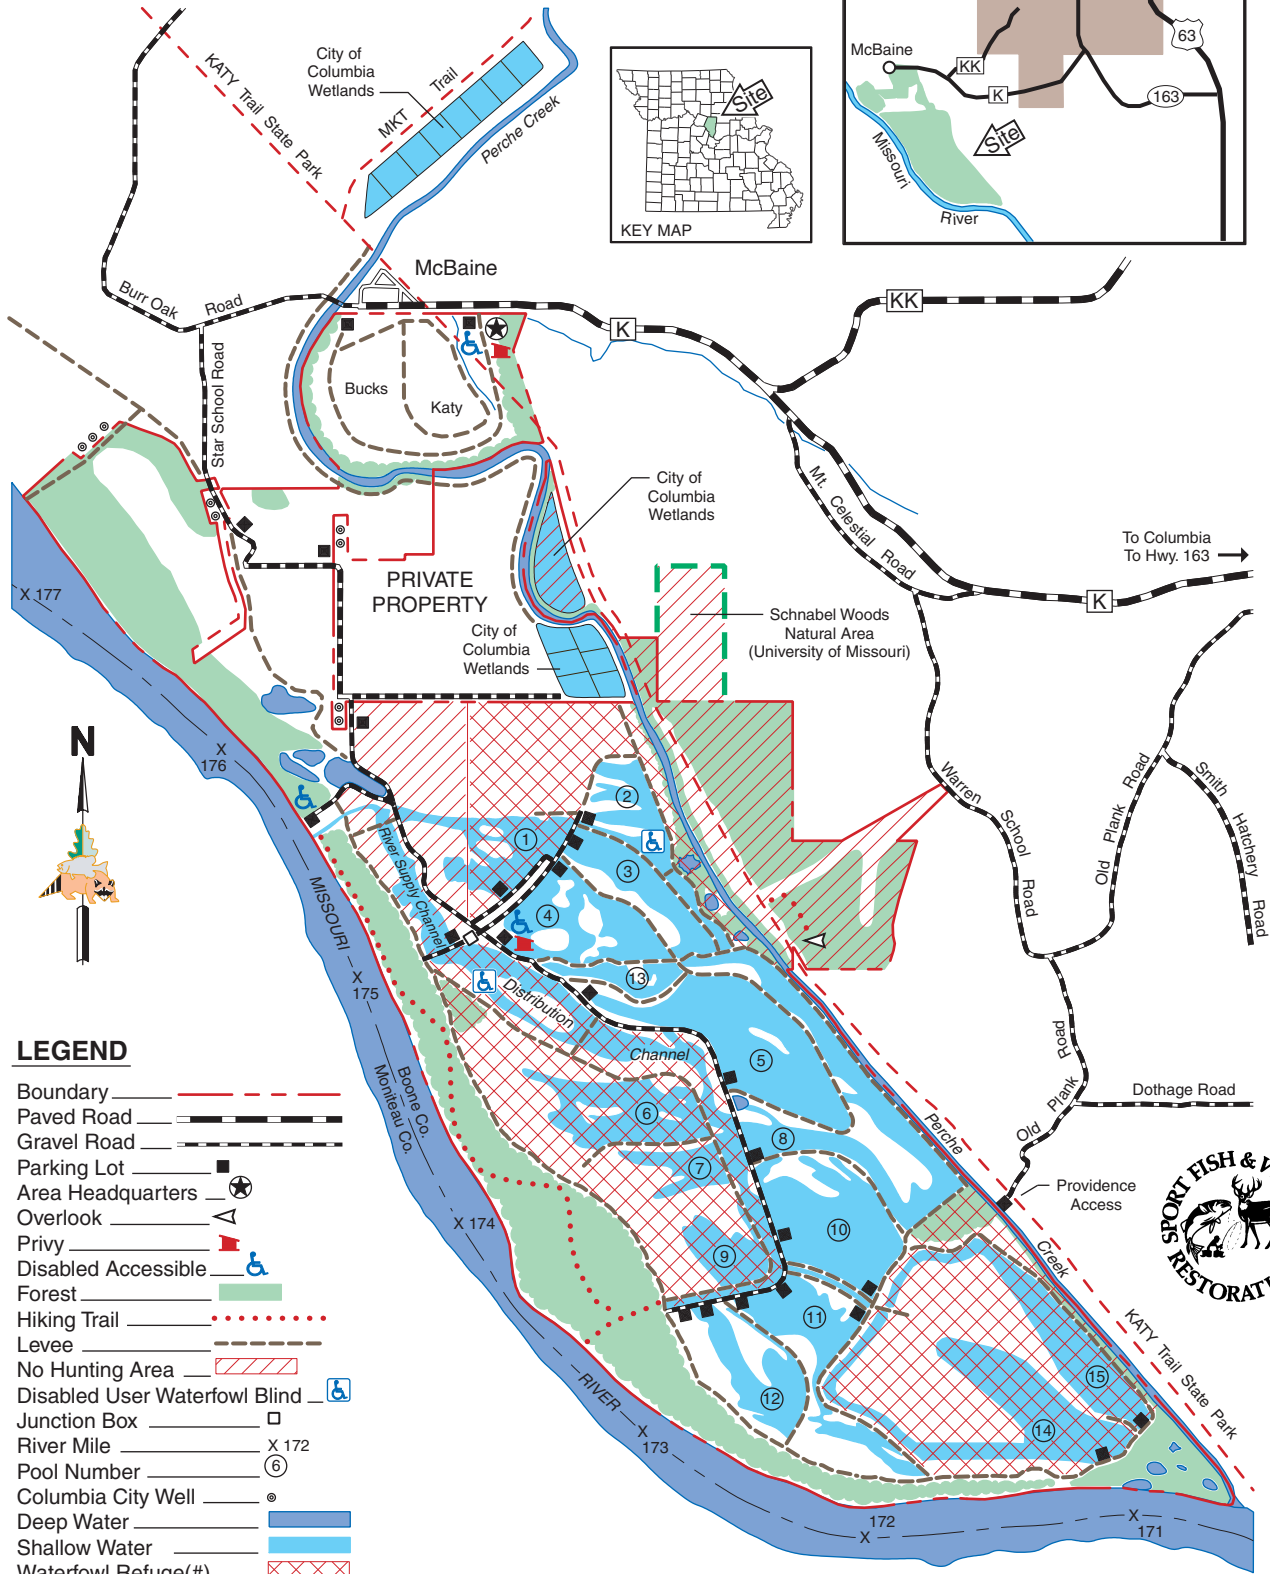 City of
Columbia
Wetlands
KATY Trail State Park
MKT Trail
Perche Creek
Site
KEY MAP
McBaine
KK
K
63
163
Site
Missouri
River
McBaine
Burr Oak Road
Star School Road
K
KK
Bucks
Katy
City of
Columbia
Wetlands
Mt. Celestial Road
To Columbia
To Hwy. 163
K
PRIVATE
PROPERTY
City of
Columbia
Wetlands
Schnabel Woods
Natural Area
(University of Missouri)
X 177
X
176
N
Warren School Road
Old Plank Road
Smith Hatchery Road
River Supply Channel
1
2
3
4
13
Distribution Channel
MISSOURI
X
175
Boone Co.
Moniteau Co.
5
6
7
8
9
10
11
12
14
15
Perche Creek
Old Plank Road
Dothage Road
Providence
Access
KATY Trail State Park
SPORT FISH & W
RESTORAT
X 174
RIVER
X
173
172
X
X
171
LEGEND
Boundary
Paved Road
Gravel Road
Parking Lot
Area Headquarters
Overlook
Privy
Disabled Accessible
Forest
Hiking Trail
Levee
No Hunting Area
Disabled User Waterfowl Blind
Junction Box
River Mile X 172
Pool Number 6
Columbia City Well
Deep Water
Shallow Water
Waterfowl Refuge(#)